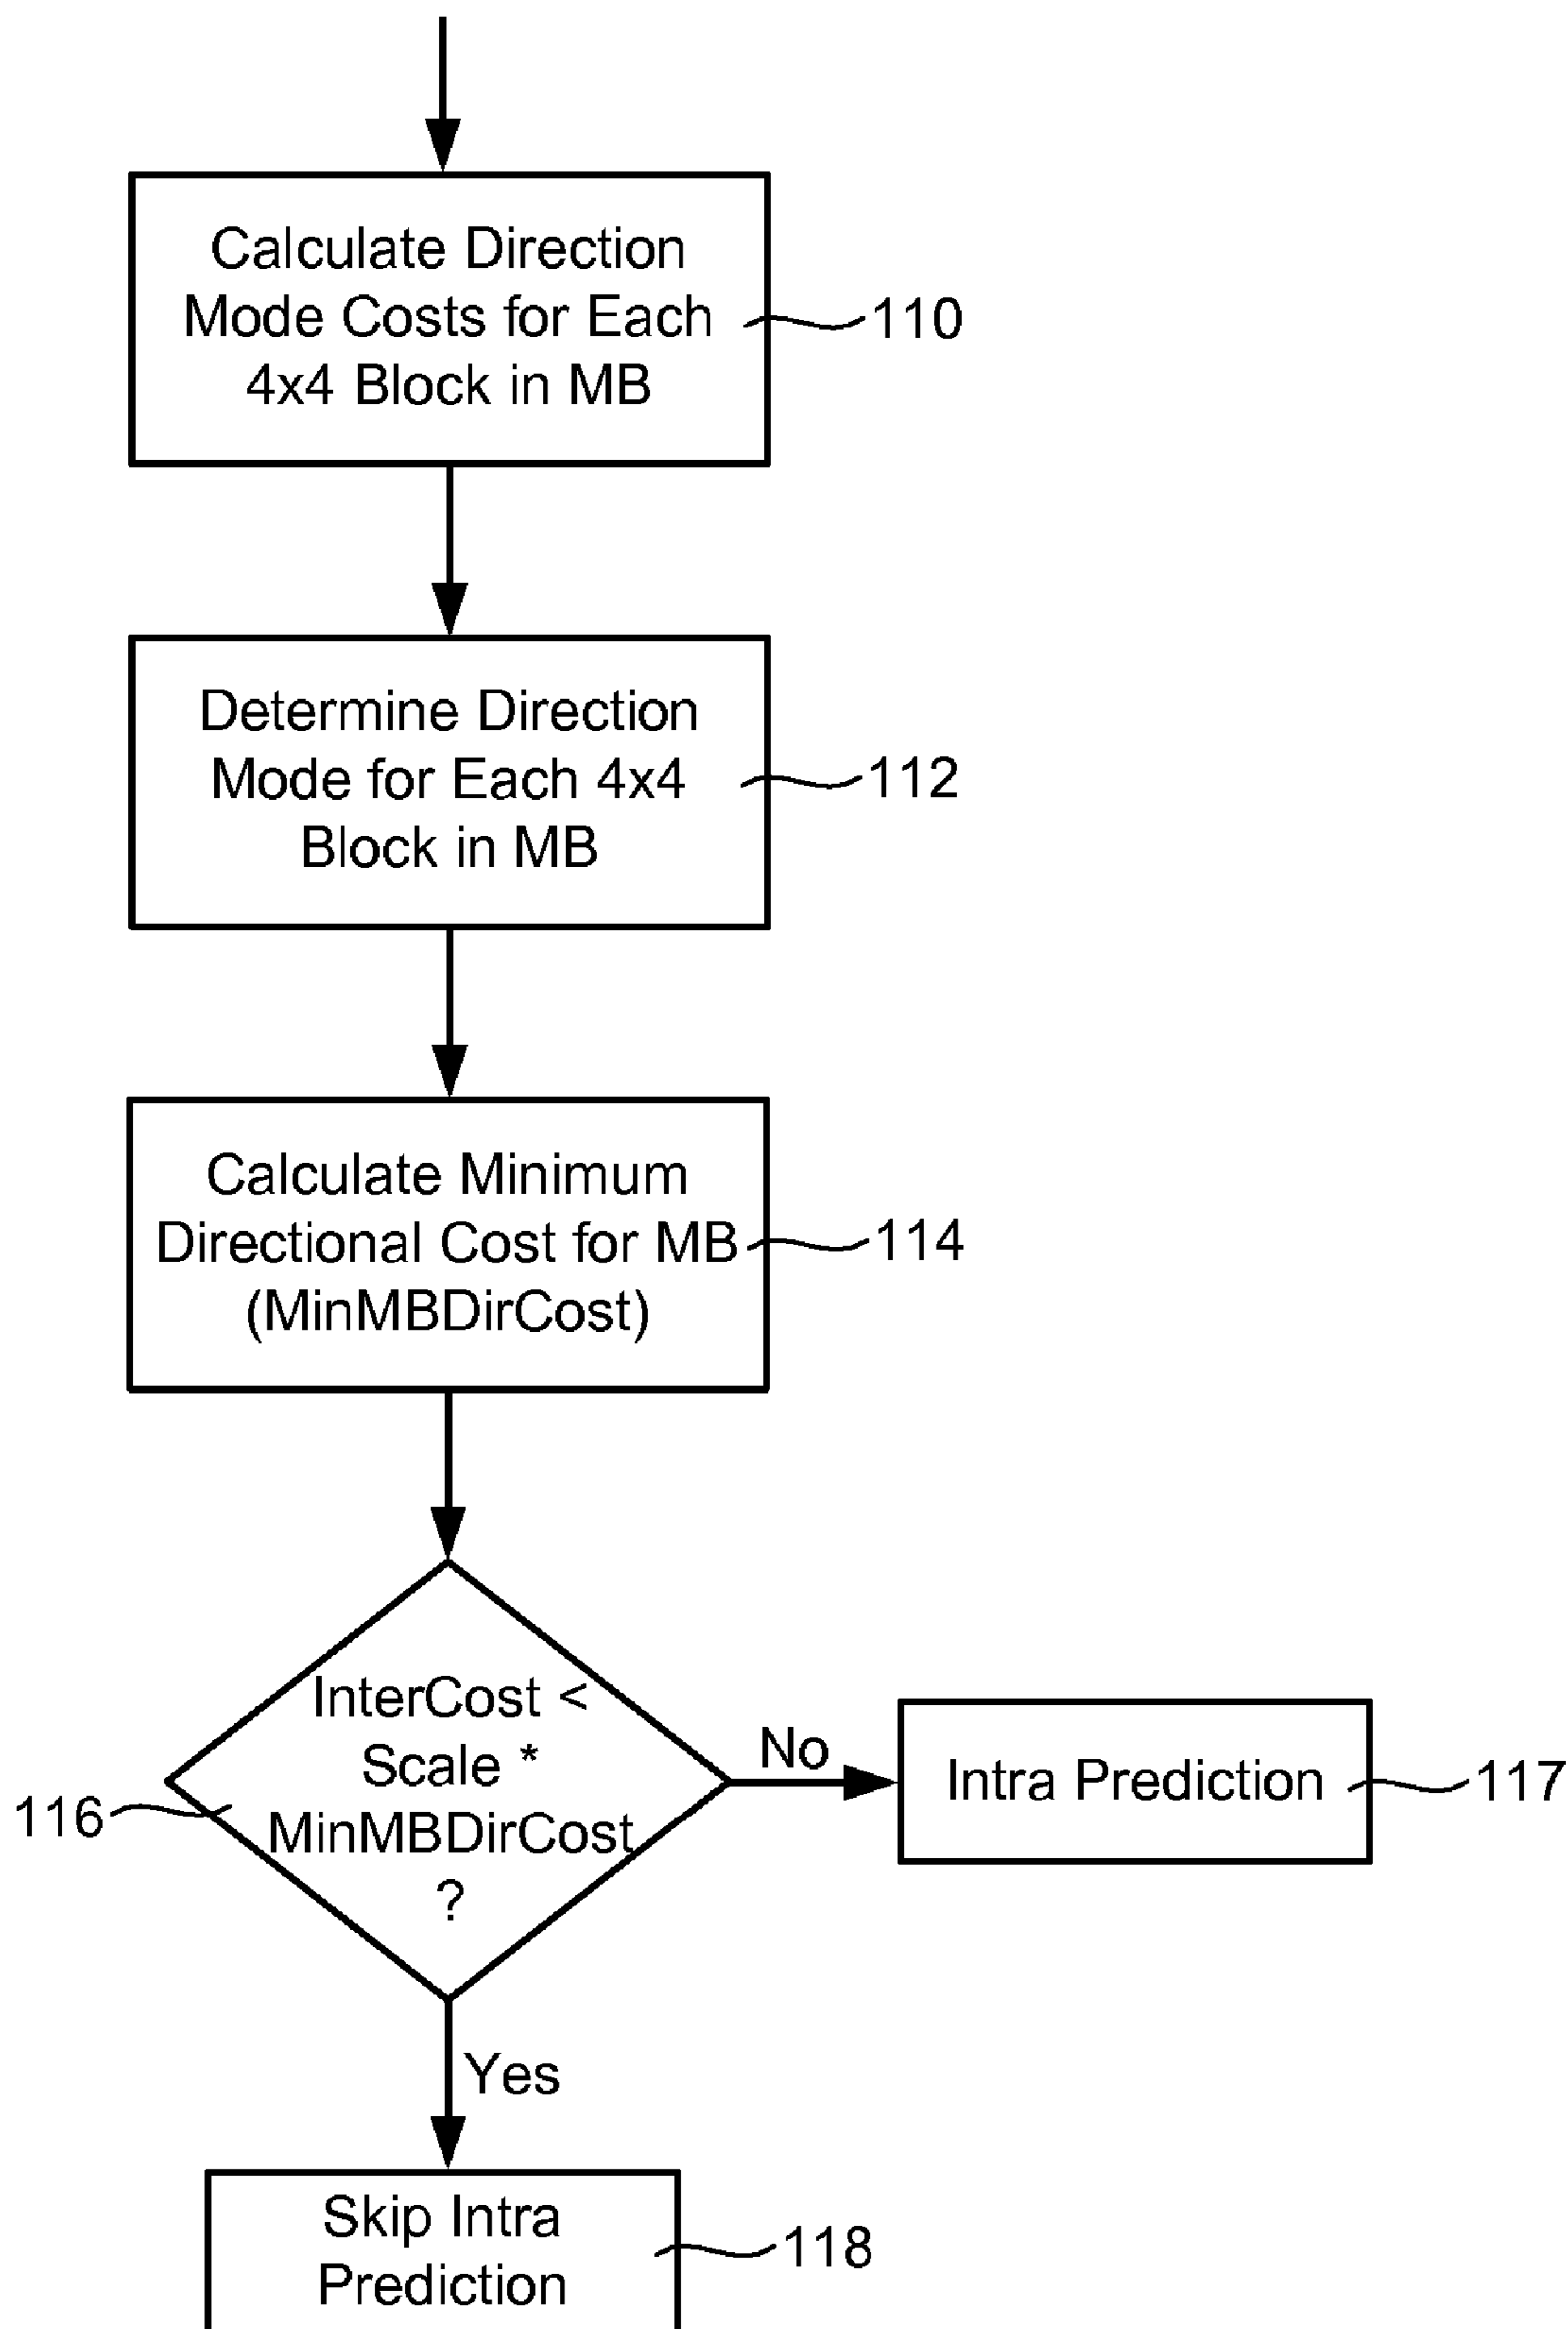 Calculate Direction
Mode Costs for Each
4x4 Block in MB
110
Determine Direction
Mode for Each 4x4
Block in MB
112
Calculate Minimum
Directional Cost for MB
(MinMBDirCost)
114
InterCost <
Scale *
MinMBDirCost
?
116
No
Intra Prediction
117
Yes
Skip Intra
Prediction
118